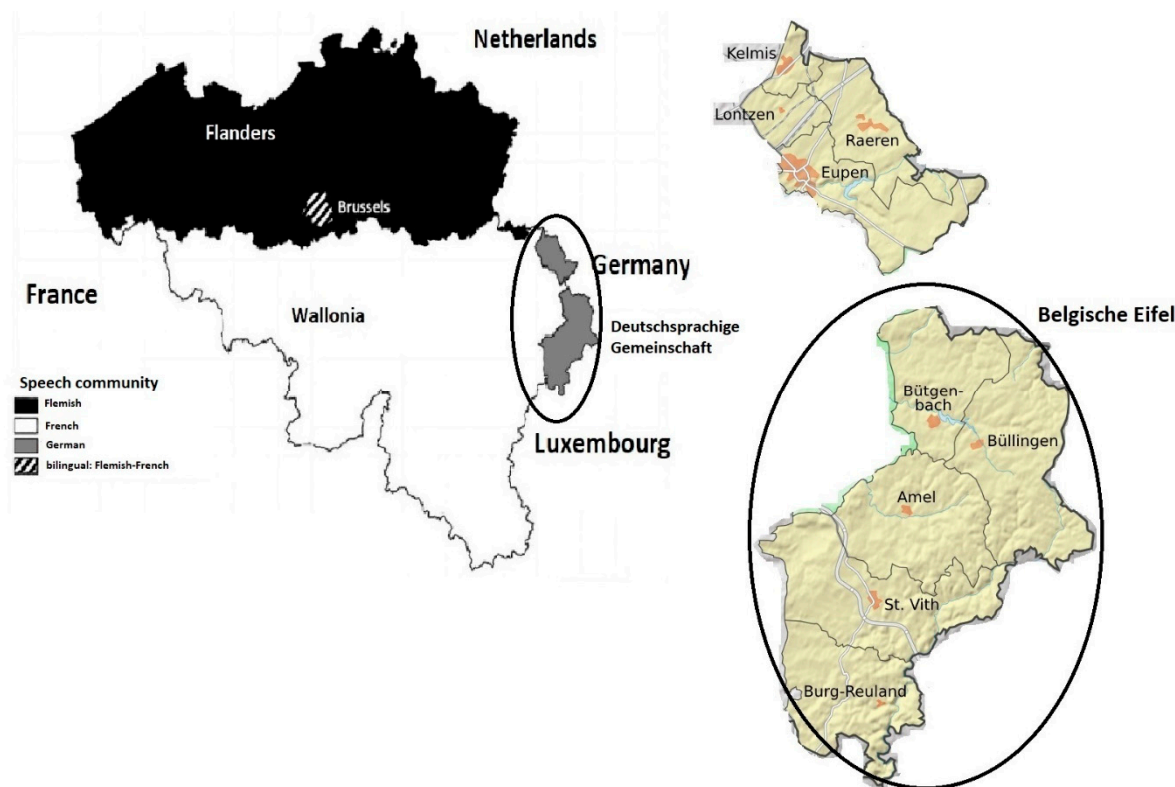 Netherlands
Flanders
Brussels
Germany
France
Wallonia
Deutschsprachige
Gemeinschaft
Speech community
Flemish
French
German
bilingual: Flemish-French
Luxembourg
Kelmis
Lontzen
Raeren
Eupen
Belgische Eifel
Bütgen-
bach
Büllingen
Amel
St. Vith
Burg-Reuland